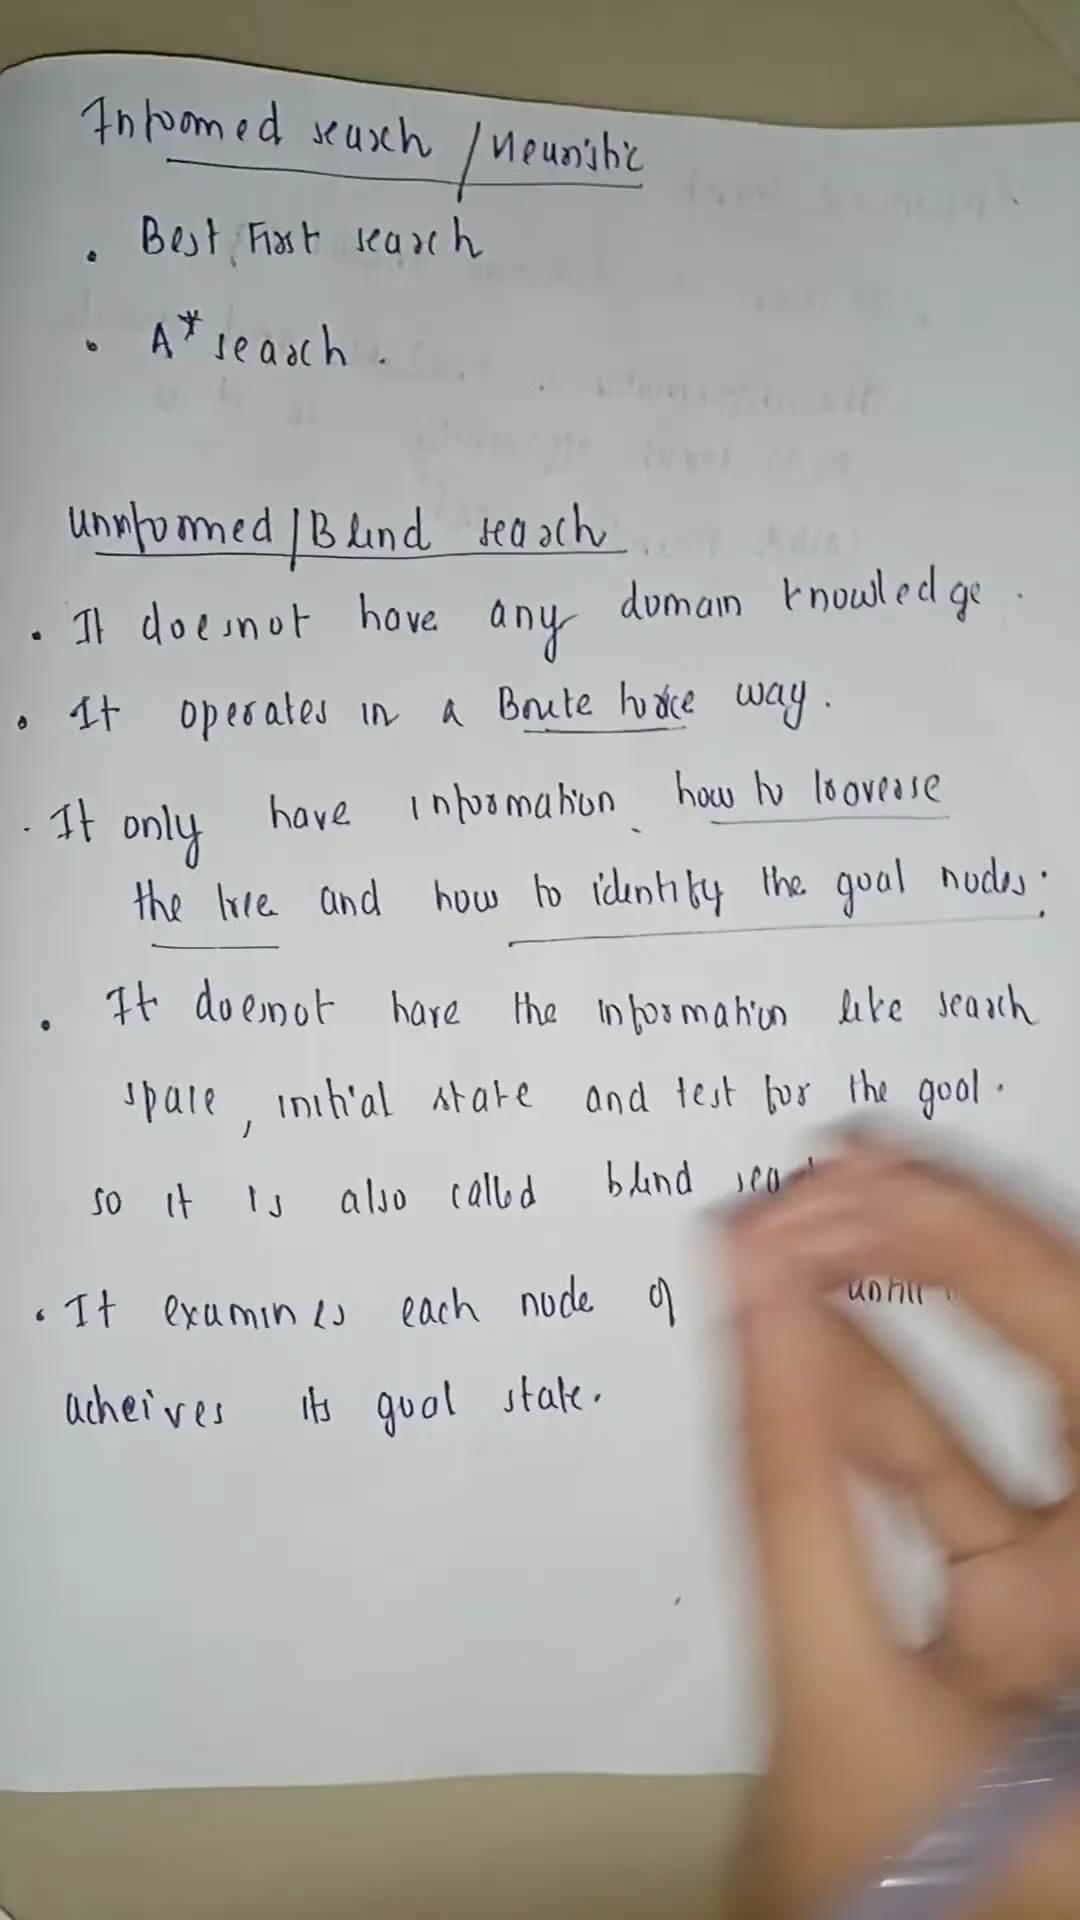 Informed search / Heuristic
. Best First search
. A* search.
Uninformed / Blind search
. It doesnot have any domain knowledge.
. It operates in a Brute force way.
. It only have information how to traverse
the tree and how to identify the goal nodes.
. It doesnot have the information like search
space, initial state and test for the goal.
so it is also called blind
. It examines each node of until
acheives its goal state.